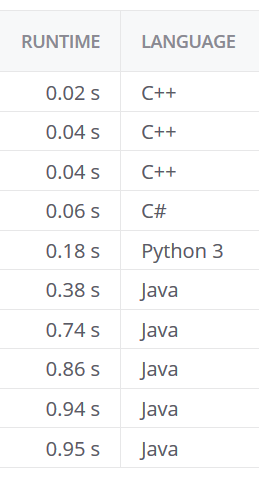 RUNTIME LANGUAGE
0.02 s C++
0.04 s C++
0.04 s C++
0.06 s C#
0.18 s Python 3
0.38 s Java
0.74 s Java
0.86 s Java
0.94 s Java
0.95 s Java